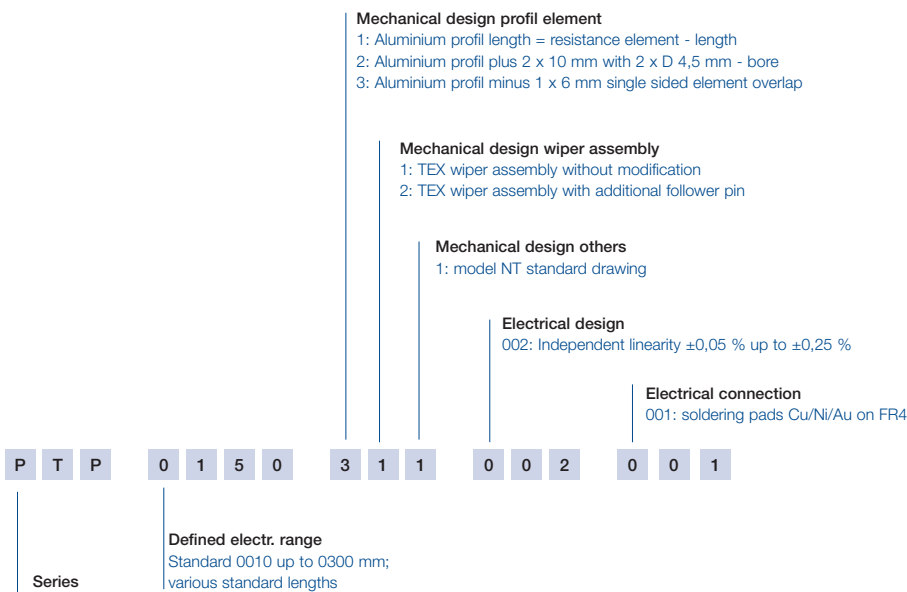 Mechanical design profil element
1: Aluminium profil length = resistance element - length
2: Aluminium profil plus 2 x 10 mm with 2 x D 4,5 mm - bore
3: Aluminium profil minus 1 x 6 mm single sided element overlap
Mechanical design wiper assembly
1: TEX wiper assembly without modification
2: TEX wiper assembly with additional follower pin
Mechanical design others
1: model NT standard drawing
Electrical design
002: Independent linearity ±0,05 % up to ±0,25 %
Electrical connection
001: soldering pads Cu/Ni/Au on FR4
P T P 0 1 5 0 3 1 1 0 0 2 0 0 1
Defined electr. range
Standard 0010 up to 0300 mm;
various standard lengths
Series